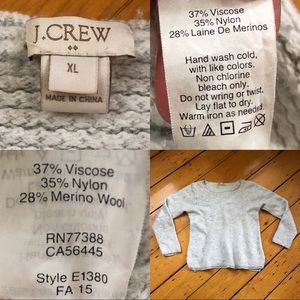 J.CREW
XL
MADE IN CHINA
37% Viscose
35% Nylon
28% Laine De Merinos
Hand wash cold,
with like colors.
Non chlorine
bleach only.
Do not wring or twist.
Lay flat to dry.
Warm iron as needed.
37% Viscose
35% Nylon
28% Merino Wool
RN77388
CA56445
Style E1380
FA 15